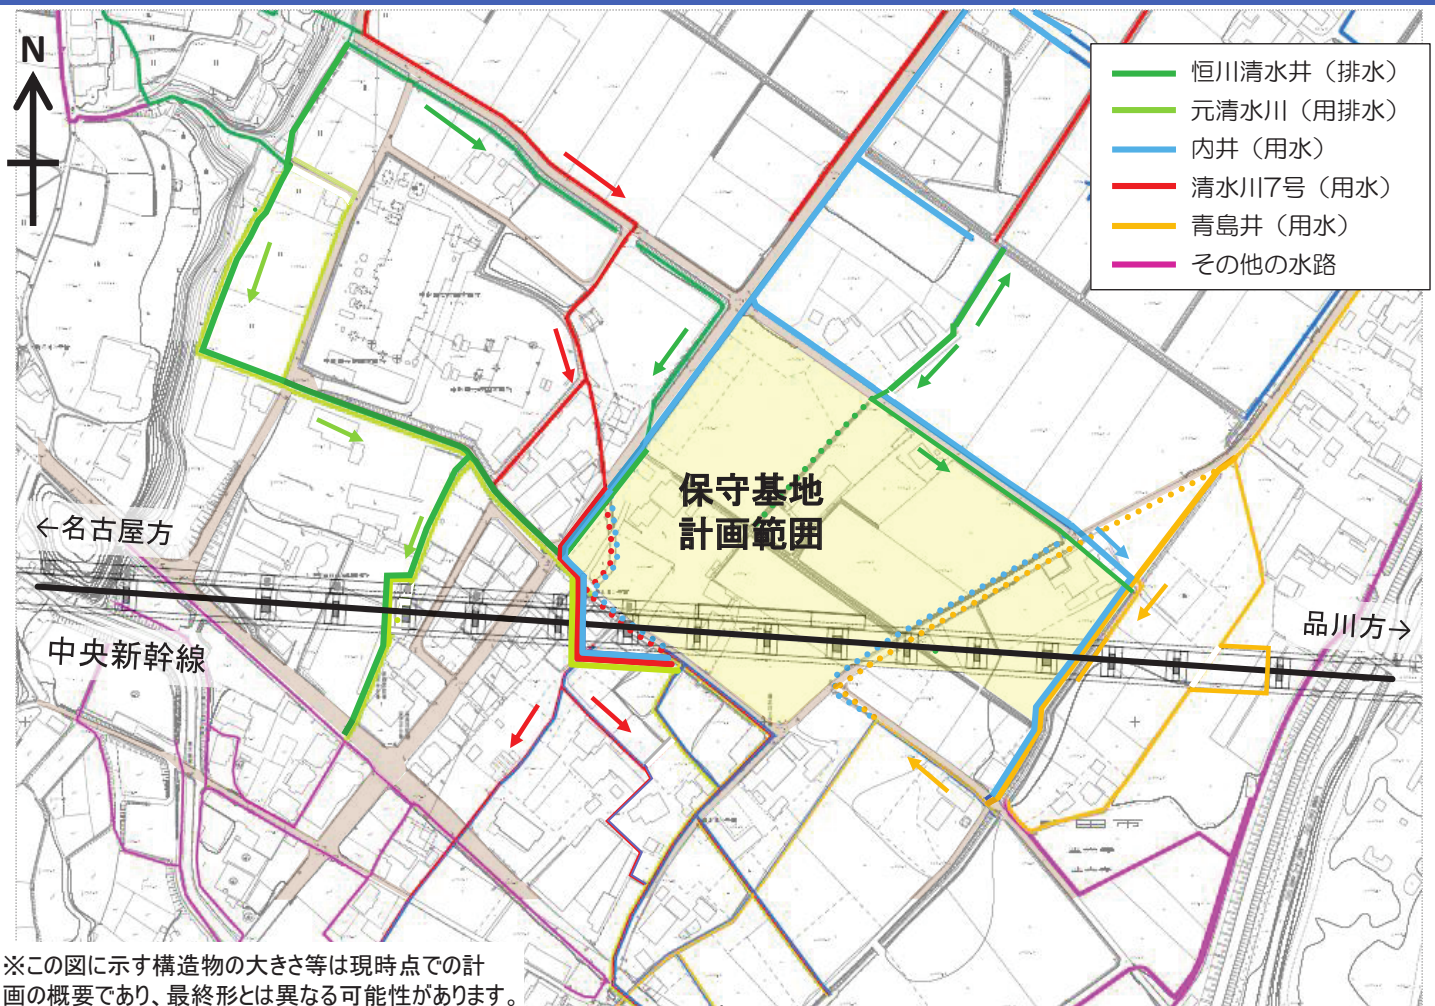 N
恒川清水井（排水）
元清水川（用排水）
内井（用水）
清水川7号（用水）
青島井（用水）
その他の水路
保守基地
計画範囲
←名古屋方
品川方→
中央新幹線
※この図に示す構造物の大きさ等は現時点での計
画の概要であり、最終形とは異なる可能性があります。